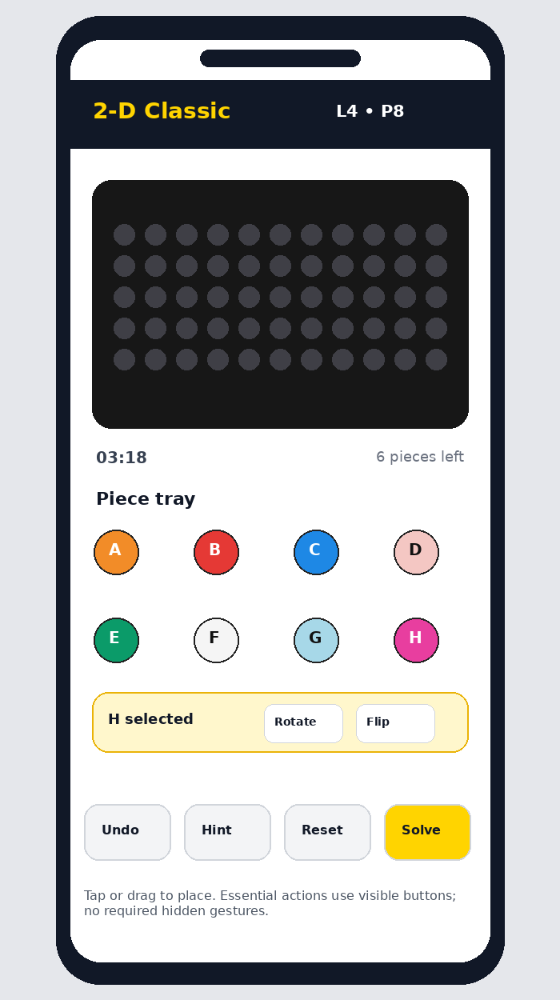 2-D Classic L4 • P8
03:18 6 pieces left
Piece tray
A B C D
E F G H
H selected Rotate Flip
Undo Hint Reset Solve
Tap or drag to place. Essential actions use visible buttons;
no required hidden gestures.